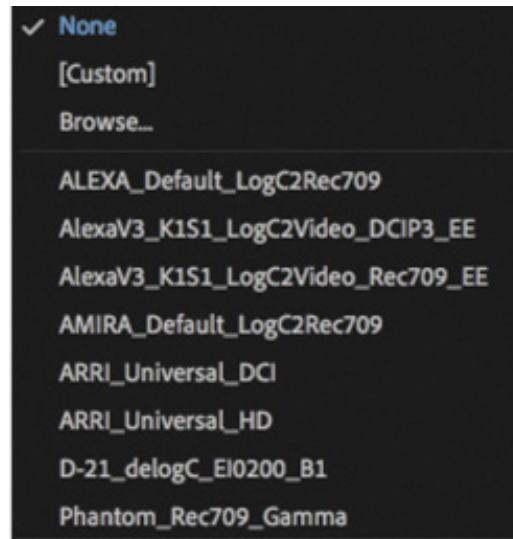 None
[Custom]
Browse...
ALEXA_Default_LogC2Rec709
AlexaV3_K1S1_LogC2Video_DCIP3_EE
AlexaV3_K1S1_LogC2Video_Rec709_EE
AMIRA_Default_LogC2Rec709
ARRI_Universal_DCI
ARRI_Universal_HD
D-21_delogC_EI0200_B1
Phantom_Rec709_Gamma